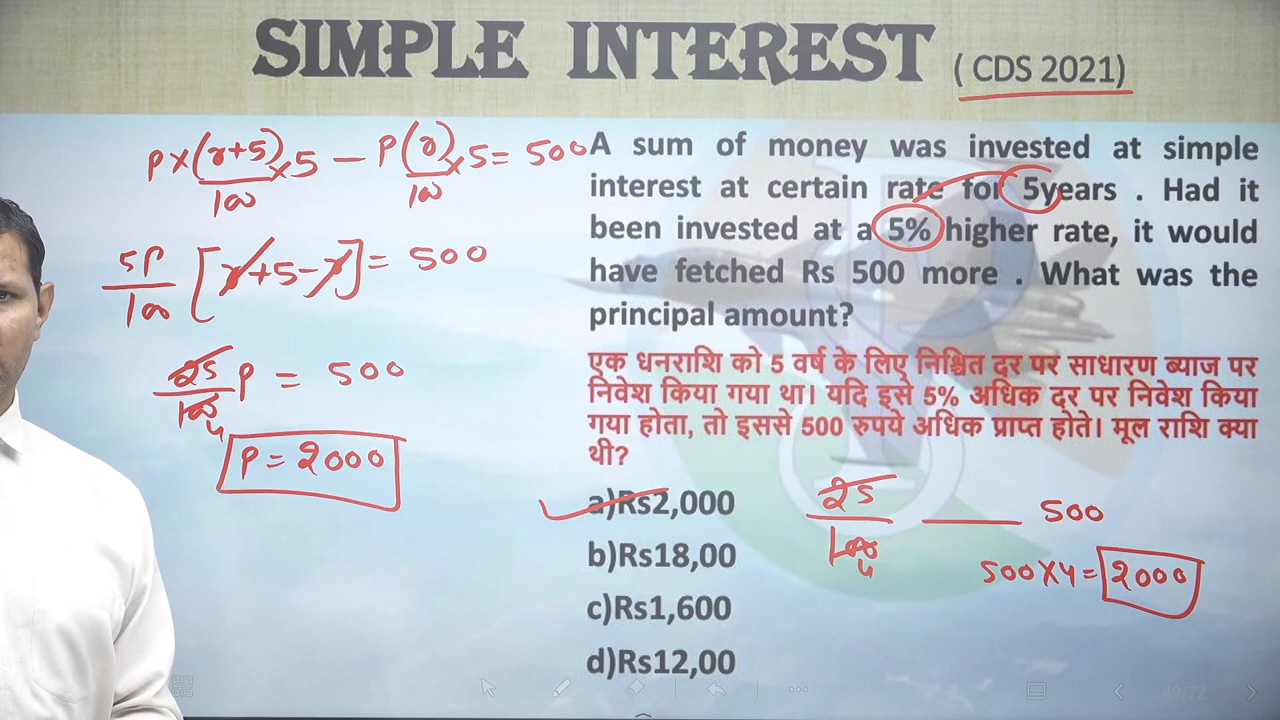 SIMPLE INTEREST ( CDS 2021)
P×(r+5)/100 ×5 – P(r)/100 ×5 = 500
5P/100 [r+5-r] = 500
25/100 4 P = 500
P = 2000
A sum of money was invested at simple
interest at certain rate for 5years . Had it
been invested at a 5% higher rate, it would
have fetched Rs 500 more . What was the
principal amount?
एक धनराशि को 5 वर्ष के लिए निश्चित दर पर साधारण ब्याज पर
निवेश किया गया था। यदि इसे 5% अधिक दर पर निवेश किया
गया होता, तो इससे 500 रुपये अधिक प्राप्त होते। मूल राशि क्या
थी?
a)Rs2,000
b)Rs18,00
c)Rs1,600
d)Rs12,00
25/100 4 — 500
500×4= 2000
49/72